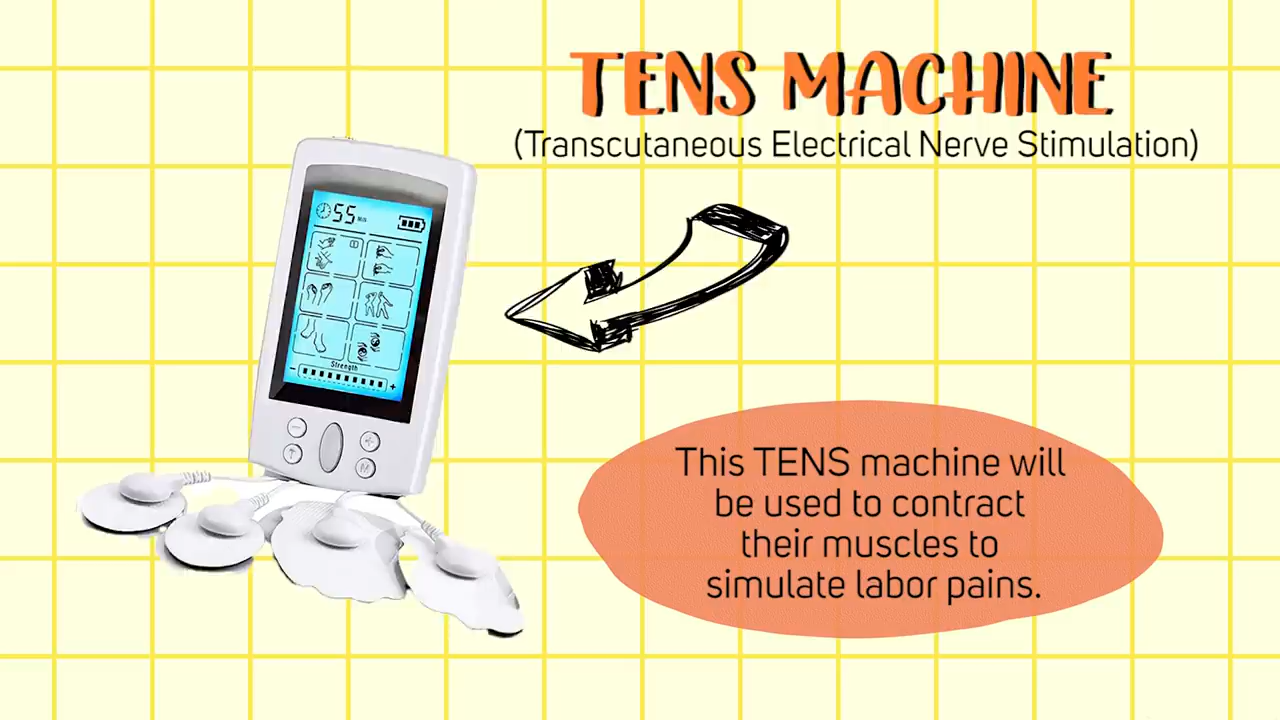 TENS MACHINE
(Transcutaneous Electrical Nerve Stimulation)
55 Min
Strength
- +
- +
T M
This TENS machine will
be used to contract
their muscles to
simulate labor pains.